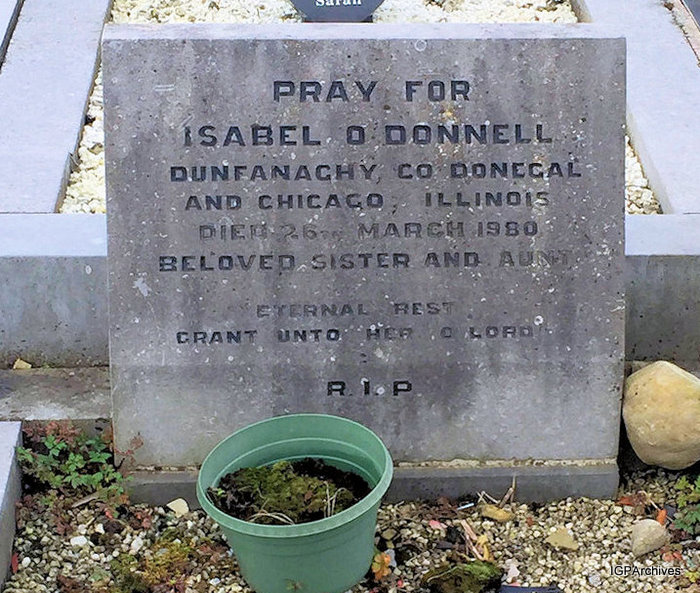 Sarah
PRAY FOR
ISABEL O'DONNELL
DUNFANAGHY, CO DONEGAL
AND CHICAGO, ILLINOIS
DIED 26TH MARCH 1980
BELOVED SISTER AND AUNT
ETERNAL REST
GRANT UNTO HER O LORD
R.I.P
IGPArchives